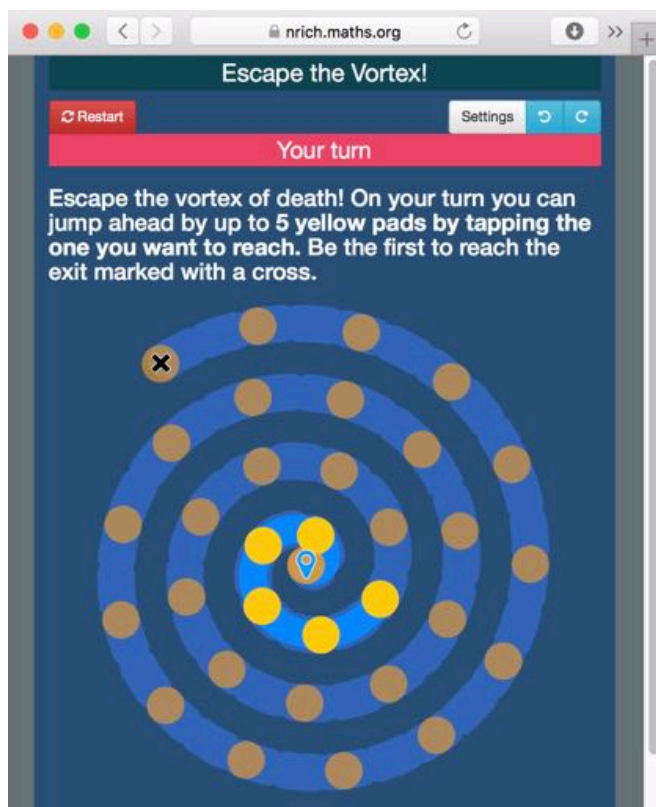 nrich.maths.org
Escape the Vortex!
Restart
Settings
Your turn
Escape the vortex of death! On your turn you can
jump ahead by up to 5 yellow pads by tapping the
one you want to reach. Be the first to reach the
exit marked with a cross.